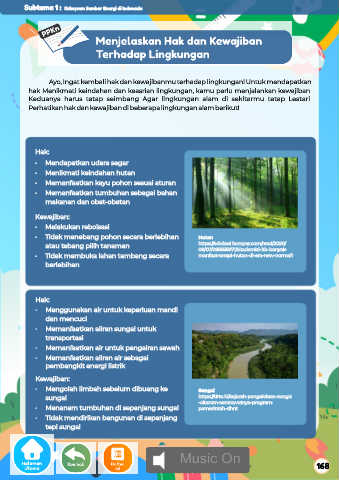 Subtema 1 : Kekayaan Sumber Energi di Indonesia
PPKn
Menjelaskan Hak dan Kewajiban
Terhadap Lingkungan
Ayo, Ingat kembali hak dan kewajibanmu terhadap lingkungan! Untuk mendapatkan
hak Menikmati keindahan dan keasrian lingkungan, kamu perlu menjalankan kewajiban
Keduanya harus tetap seimbang Agar lingkungan alam di sekitarmu tetap Lestari
Perhatikan hak dan kewajiban di beberapa lingkungan alam berikut!
Hak:
• Mendapatkan udara segar
• Menikmati keindahan hutan
• Memanfaatkan kayu pohon sesuai aturan
• Memanfaatkan tumbuhan sebagai bahan
makanan dan obat-obatan
Kewajiban:
• Melakukan reboisasi
• Tidak menebang pohon secara berlebihan
atau tebang pilih tanaman
• Tidak membuka lahan tambang secara
berlebihan
Hutan
Hak:
• Menggunakan air untuk keperluan mandi
dan mencuci
• Memanfaatkan aliran sungai untuk
transportasi
• Memanfaatkan air untuk pengairan sawah
• Memanfaatkan aliran air sebagai
pembangkit energi listrik
Kewajiban:
• Mengolah limbah sebelum dibuang ke
sungai
• Menanam tumbuhan di sepanjang sungai
• Tidak mendirikan bangunan di sepanjang
tepi sungai
Sungai
Halaman
Utama
Music On
168